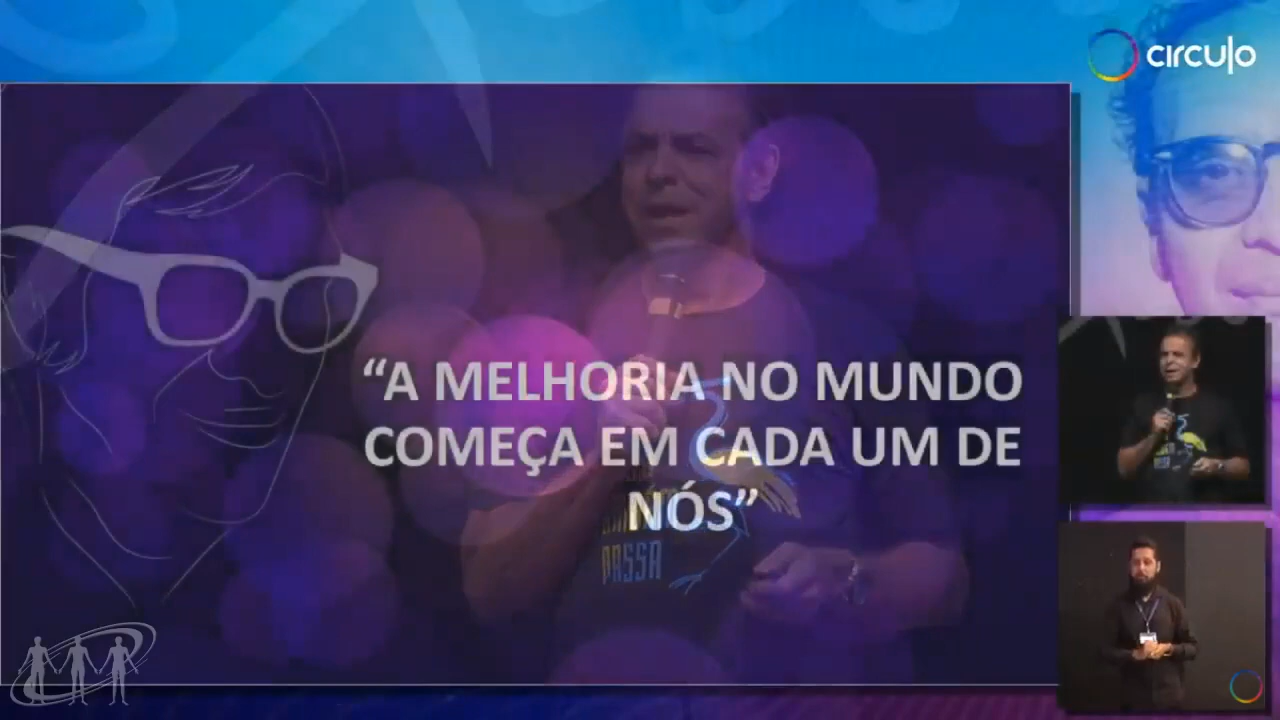 circulo
“A MELHORIA NO MUNDO
COMEÇA EM CADA UM DE
NÓS”
PASSA